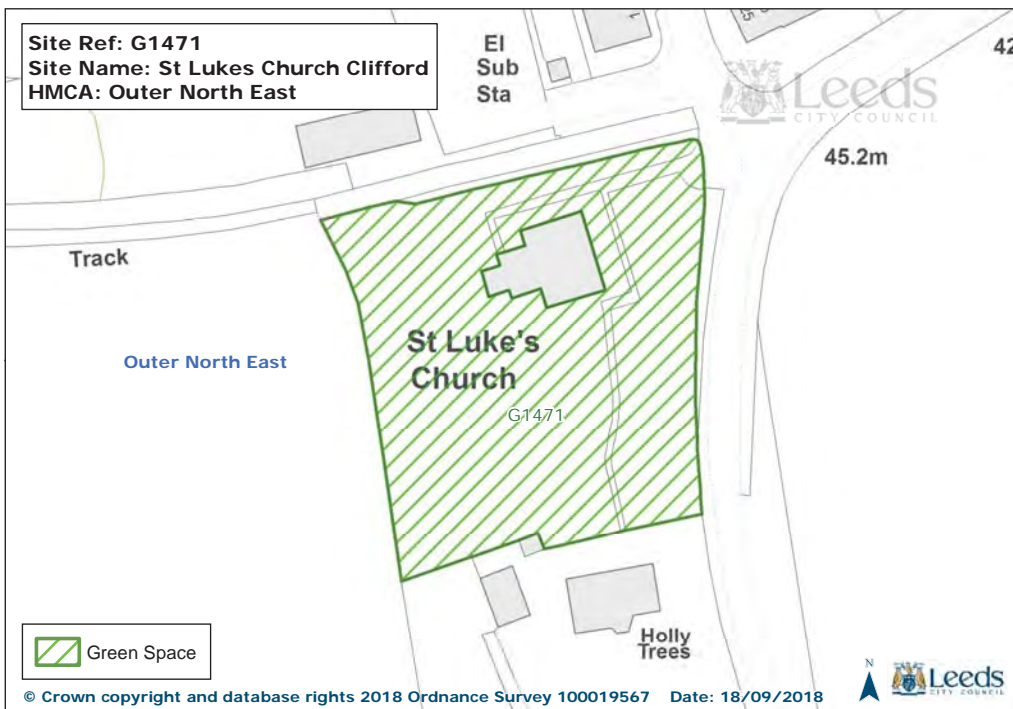 Site Ref: G1471
Site Name: St Lukes Church Clifford
HMCA: Outer North East
El
Sub
Sta
1
25
42
Leeds
CITY COUNCIL
45.2m
Track
Outer North East
St Luke's
Church
G1471
Holly
Trees
Green Space
© Crown copyright and database rights 2018 Ordnance Survey 100019567 Date: 18/09/2018
N
Leeds
CITY COUNCIL